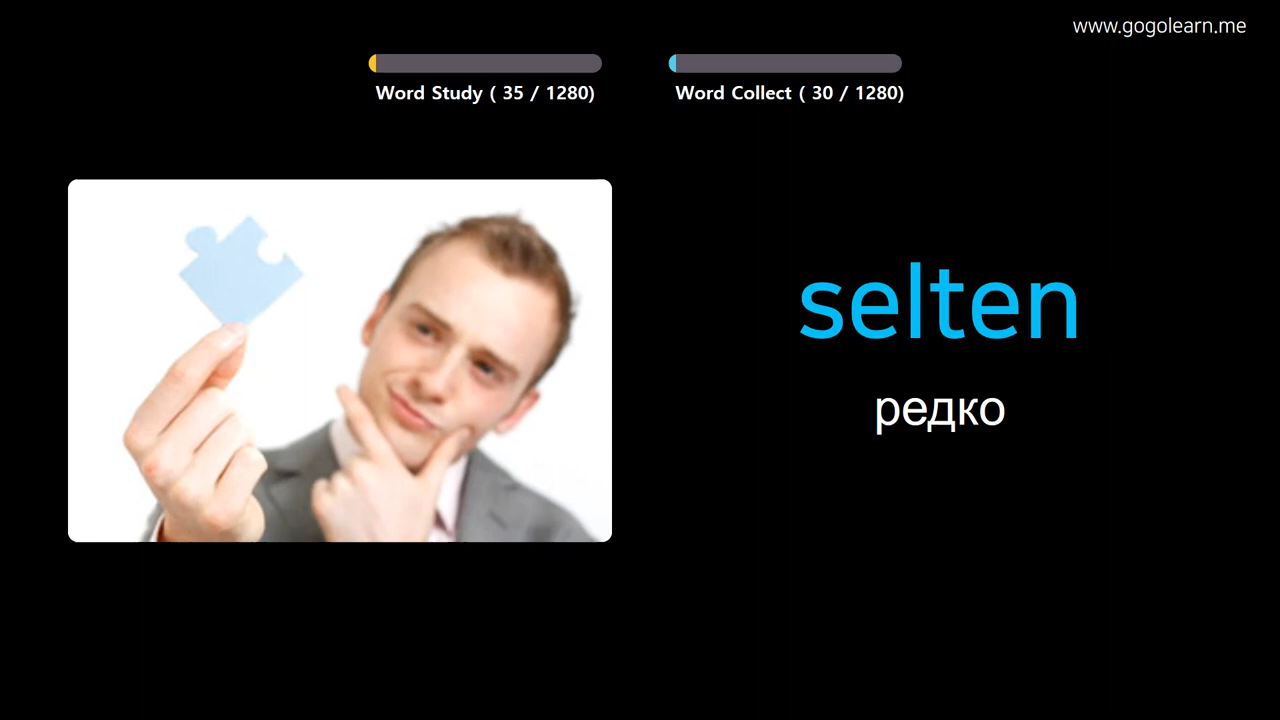 www.gogolearn.me
Word Study ( 35 / 1280)
Word Collect ( 30 / 1280)
selten
редко